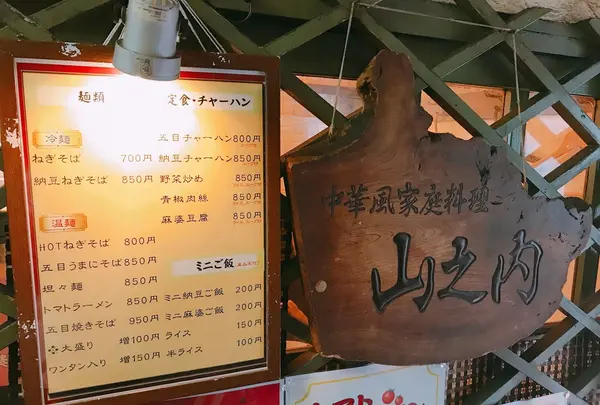 麺類
冷麺
ねぎそば 700円
納豆ねぎそば 850円
温麺
HOTねぎそば 800円
五目うまにそば 850円
坦々麺 850円
トマトラーメン 850円
五目焼きそば 950円
大盛り 増100円
ワンタン入り 増150円
定食・チャーハン
五目チャーハン 800円
納豆チャーハン 850円
野菜炒め 850円
青椒肉絲 850円
麻婆豆腐 850円
ミニご飯
ミニ納豆ご飯 200円
ミニ麻婆ご飯 200円
ライス 150円
半ライス 100円
中華風家庭料理
山之内